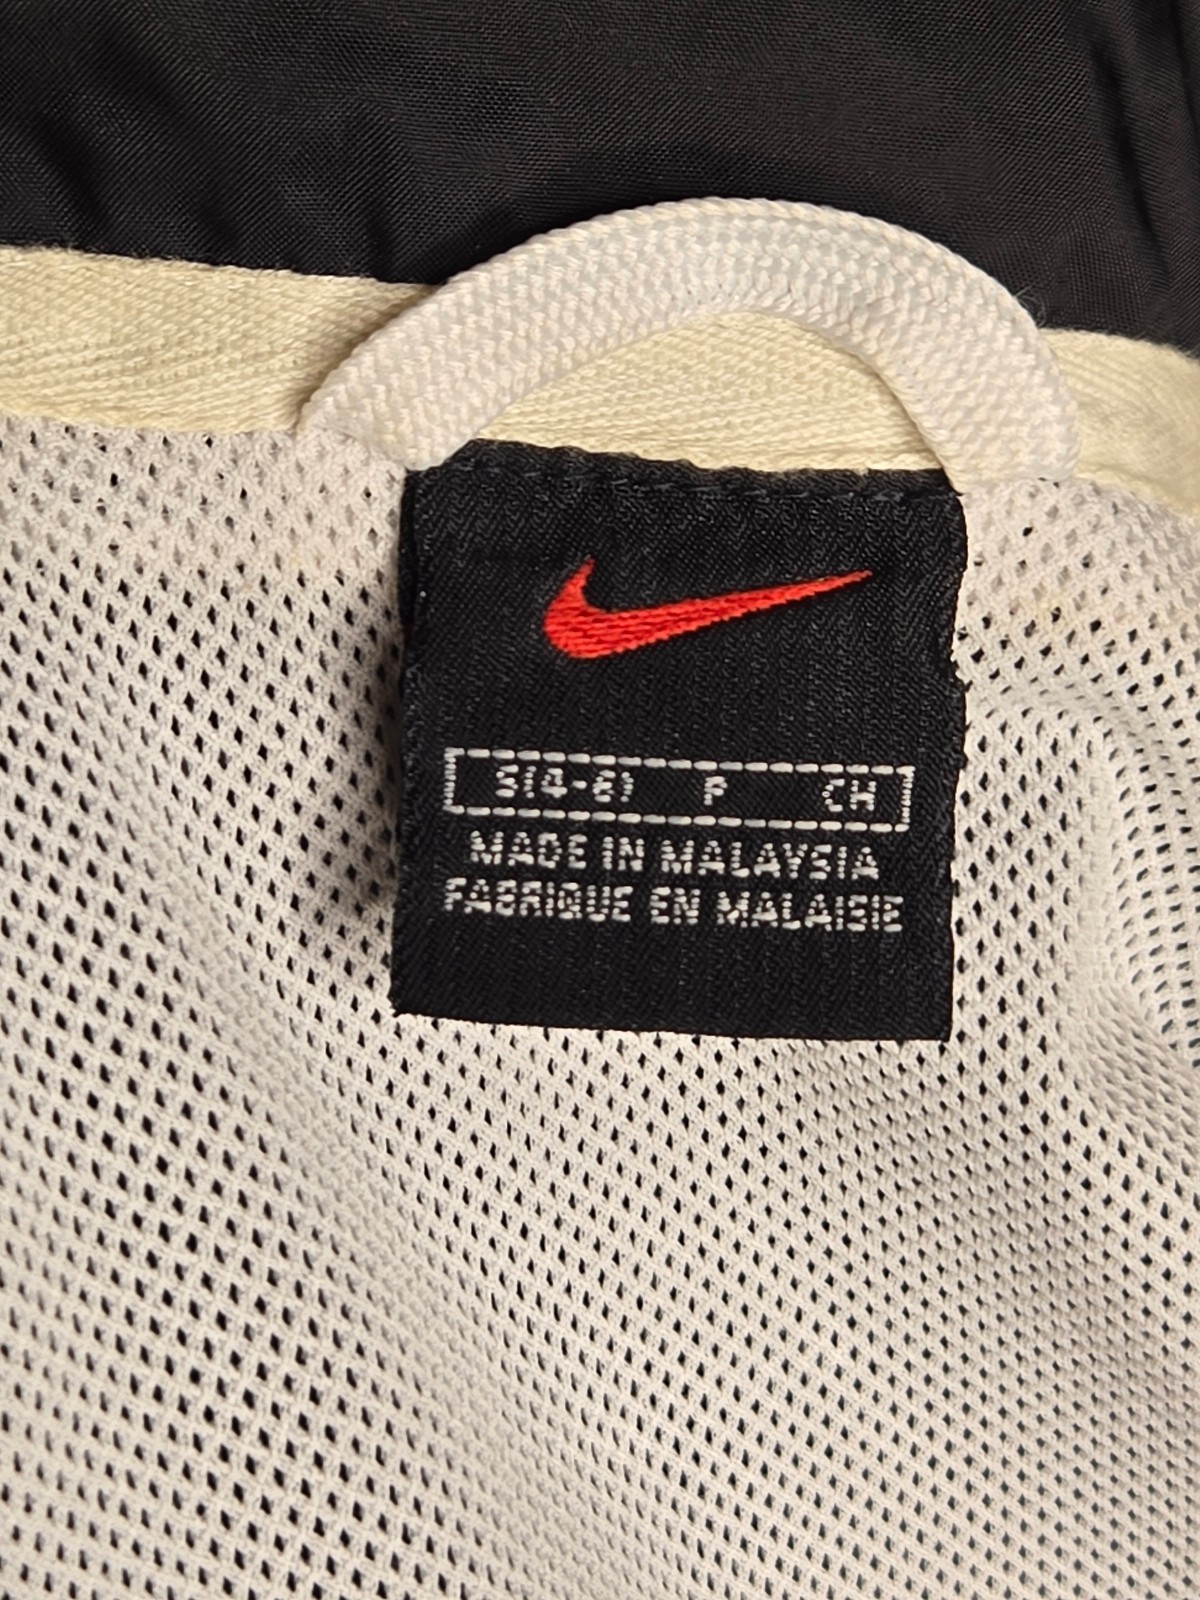 S(4-6) P CH
MADE IN MALAYSIA
FABRIQUE EN MALAISIE